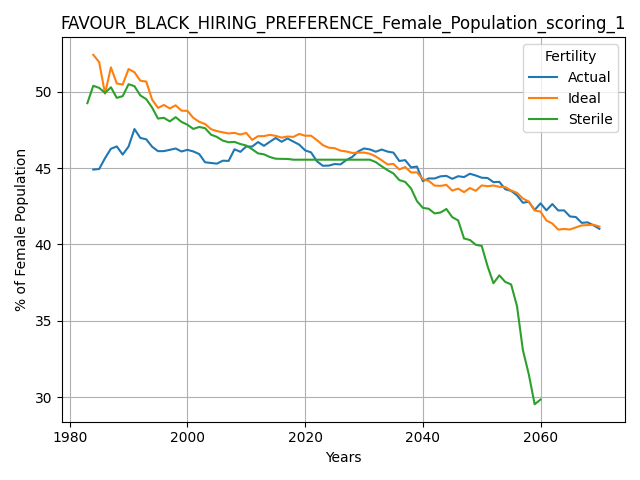 FAVOUR_BLACK_HIRING_PREFERENCE_Female_Population_scoring_1
Fertility
Actual
Ideal
Sterile
% of Female Population
50
45
40
35
30
1980
2000
2020
2040
2060
Years